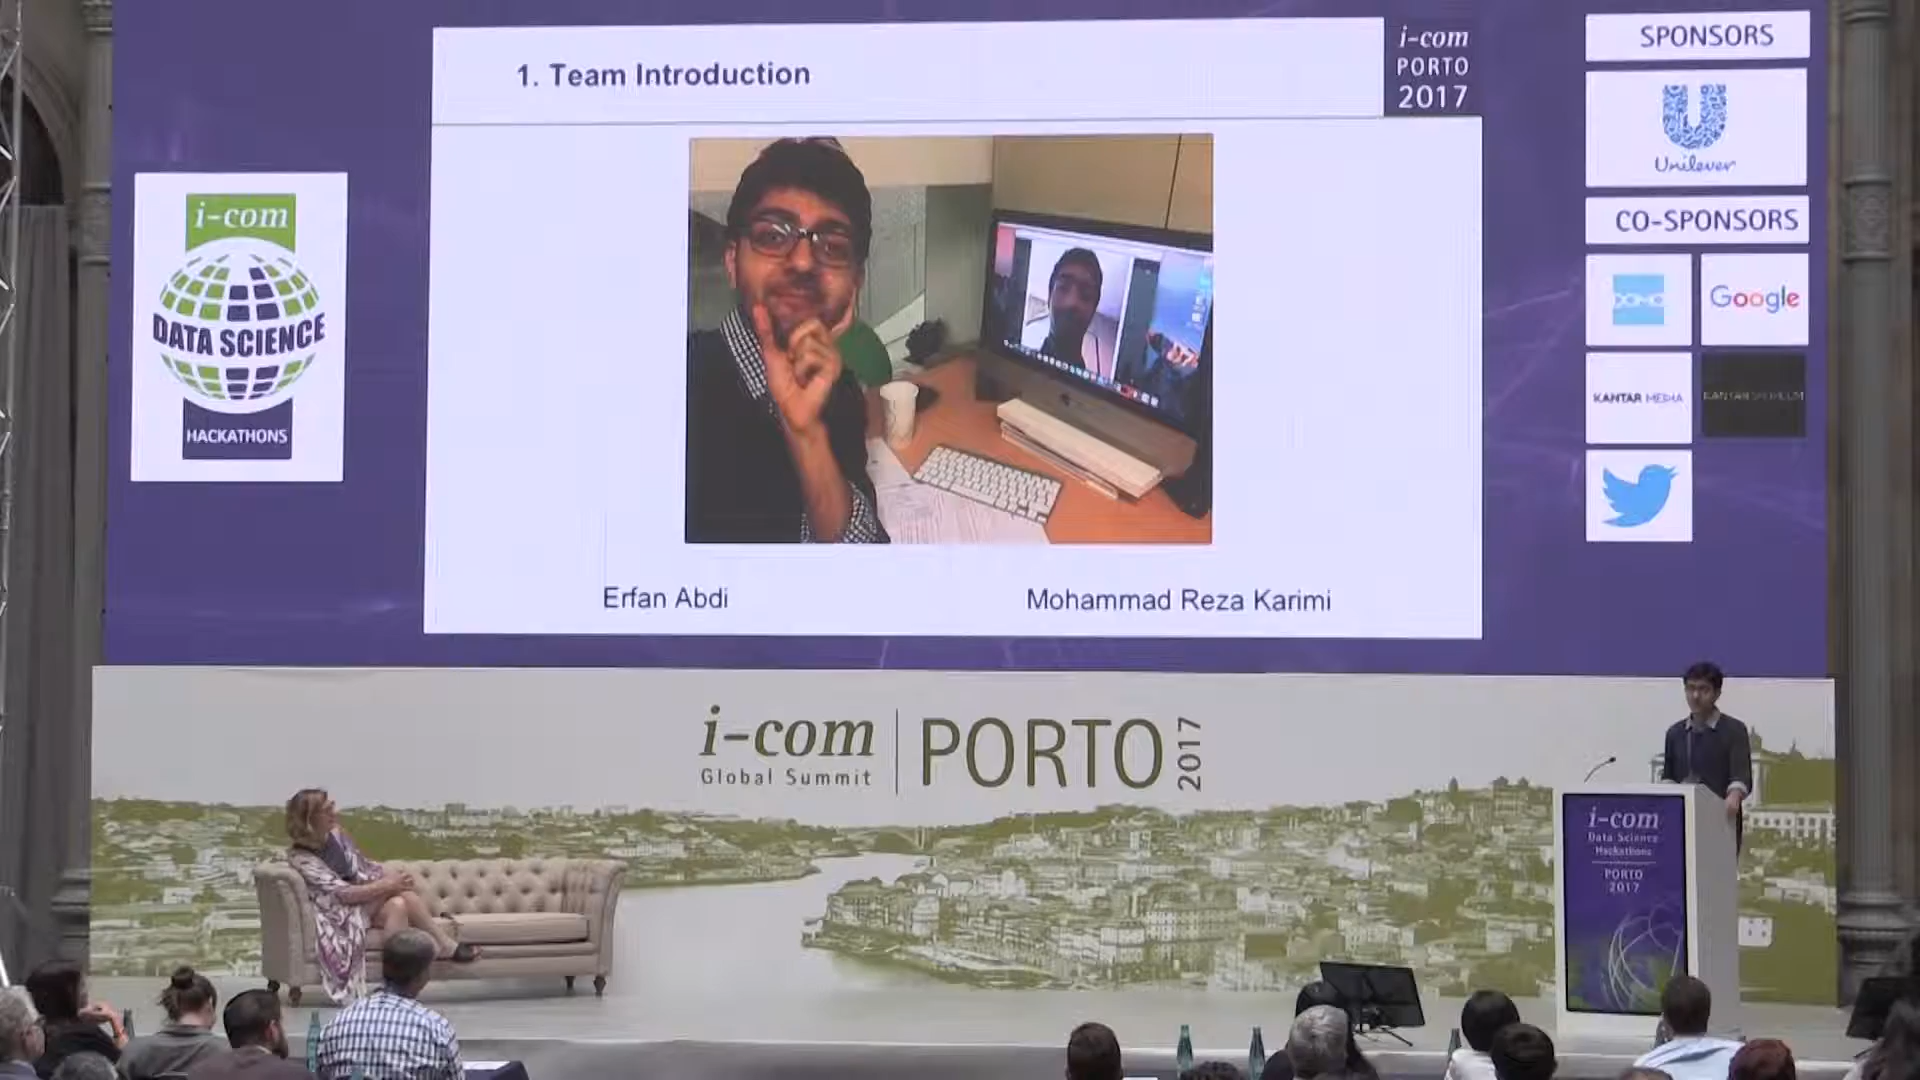 1. Team Introduction
i-com
PORTO
2017
Erfan Abdi
Mohammad Reza Karimi
i-com
DATA SCIENCE
HACKATHONS
SPONSORS
Unilever
CO-SPONSORS
DOMO
Google
KANTAR MEDIA
i-com
Global Summit
PORTO
2017
i-com
Data Science
Hackathons
PORTO
2017